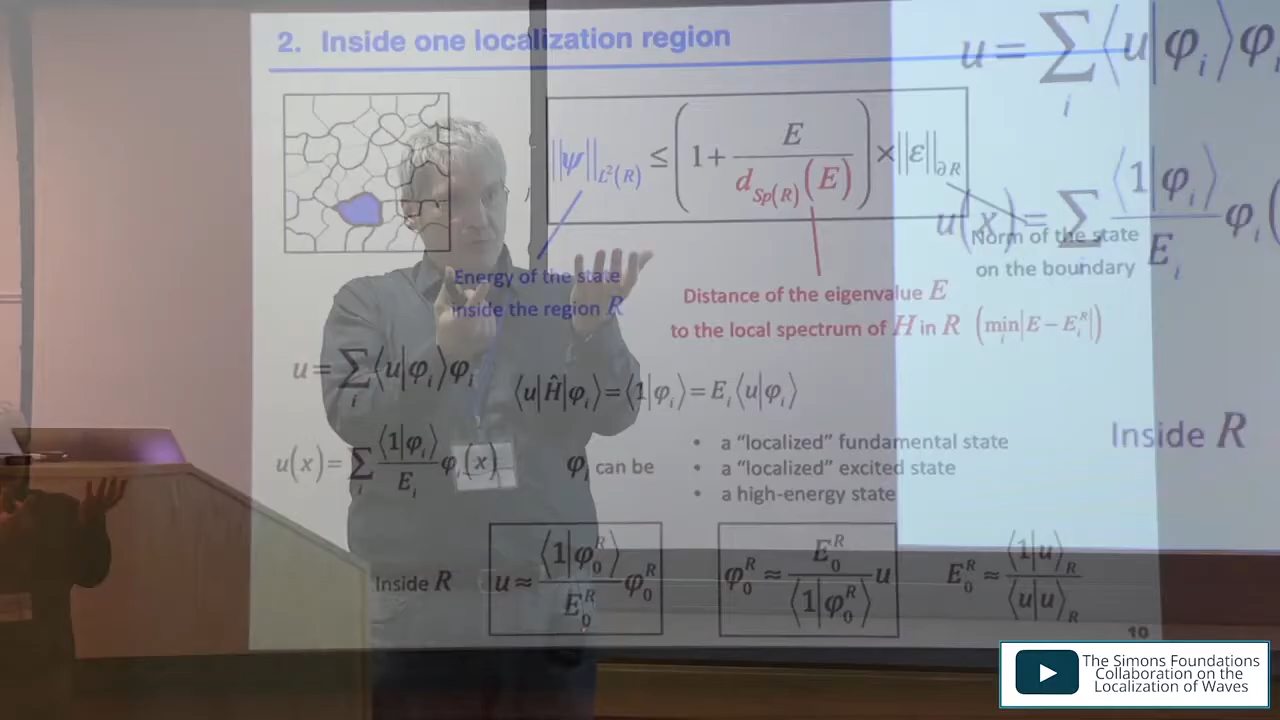 2. Inside one localization region
||ψ||_{L²(R)} ≤ (1 + E / d_{Sp(R)}(E)) × ||ε||_{∂R}
Energy of the state
inside the region R
Norm of the state
on the boundary
Distance of the eigenvalue E
to the local spectrum of H in R (min_i |E − E_i^R|)
u = ∑_i ⟨u|φ_i⟩φ_i
⟨u|Ĥ|φ_i⟩ = ⟨1|φ_i⟩ = E_i⟨u|φ_i⟩
u(x) = ∑_i ⟨1|φ_i⟩ / E_i φ_i(x)
φ_i can be
• a “localized” fundamental state
• a “localized” excited state
• a high-energy state
Inside R
u ≈ ⟨1|φ_0^R⟩ / E_0^R φ_0^R
φ_0^R ≈ E_0^R / ⟨1|φ_0^R⟩ u
E_0^R ≈ ⟨1|u⟩_R / ⟨u|u⟩_R
10
u = ∑_i ⟨u|φ_i⟩φ_i
u(x) = ∑_i ⟨1|φ_i⟩ / E_i φ_i(
Inside R
The Simons Foundations
Collaboration on the
Localization of Waves